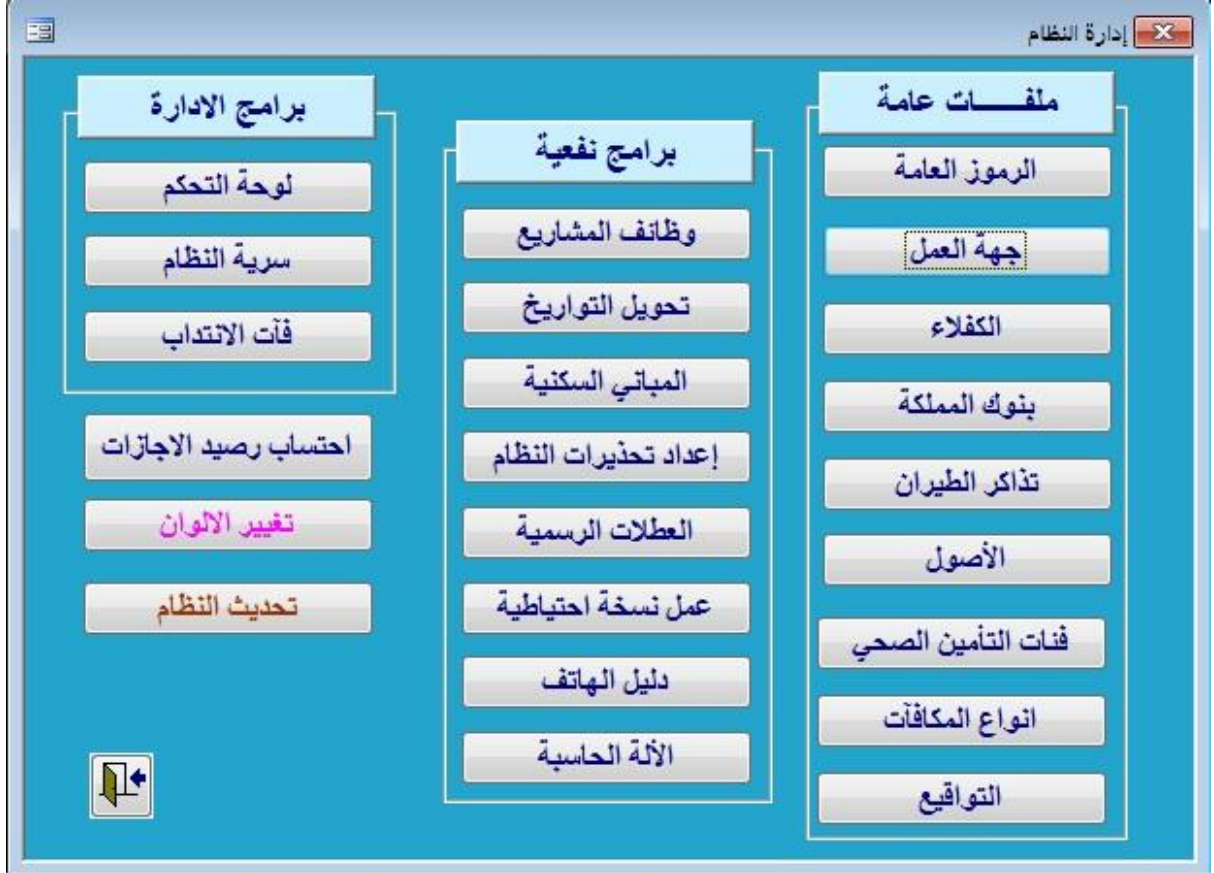 إدارة النظام
ملفـــــات عامة
الرموز العامة
جهة العمل
الكفلاء
بنوك المملكة
تذاكر الطيران
الأصول
فئات التأمين الصحي
انواع المكافآت
التواقيع
برامج نفعية
وظائف المشاريع
تحويل التواريخ
المباني السكنية
إعداد تحذيرات النظام
العطلات الرسمية
عمل نسخة احتياطية
دليل الهاتف
الألة الحاسبة
برامج الادارة
لوحة التحكم
سرية النظام
فآت الانتداب
احتساب رصيد الاجازات
تغيير الالوان
تحديث النظام